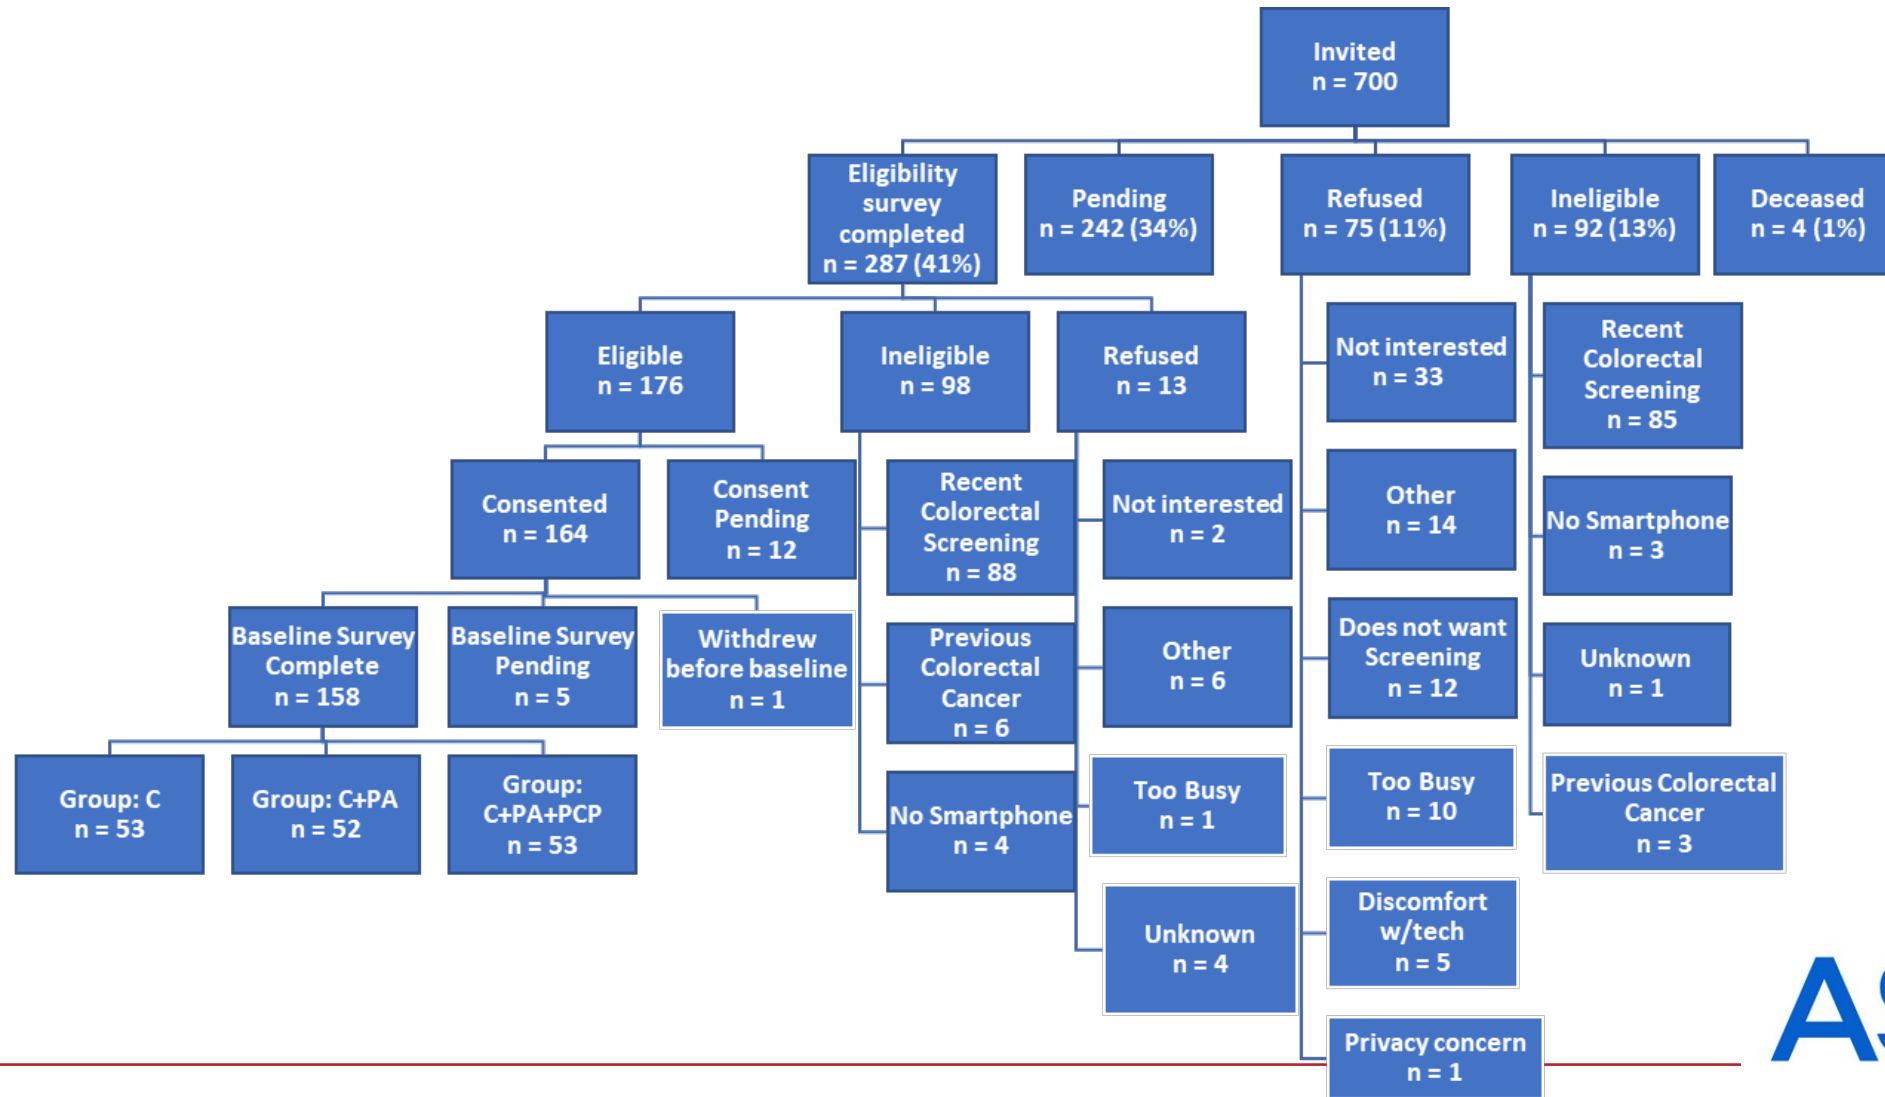 Invited
n = 700
Eligibility
survey
completed
n = 287 (41%)
Pending
n = 242 (34%)
Refused
n = 75 (11%)
Ineligible
n = 92 (13%)
Deceased
n = 4 (1%)
Eligible
n = 176
Ineligible
n = 98
Refused
n = 13
Not interested
n = 33
Recent
Colorectal
Screening
n = 85
Consented
n = 164
Consent
Pending
n = 12
Recent
Colorectal
Screening
n = 88
Not interested
n = 2
Other
n = 14
No Smartphone
n = 3
Baseline Survey
Complete
n = 158
Baseline Survey
Pending
n = 5
Withdrew
before baseline
n = 1
Previous
Colorectal
Cancer
n = 6
Other
n = 6
Does not want
Screening
n = 12
Unknown
n = 1
Group: C
n = 53
Group: C+PA
n = 52
Group:
C+PA+PCP
n = 53
No Smartphone
n = 4
Too Busy
n = 1
Too Busy
n = 10
Previous Colorectal
Cancer
n = 3
Unknown
n = 4
Discomfort
w/tech
n = 5
Privacy concern
n = 1